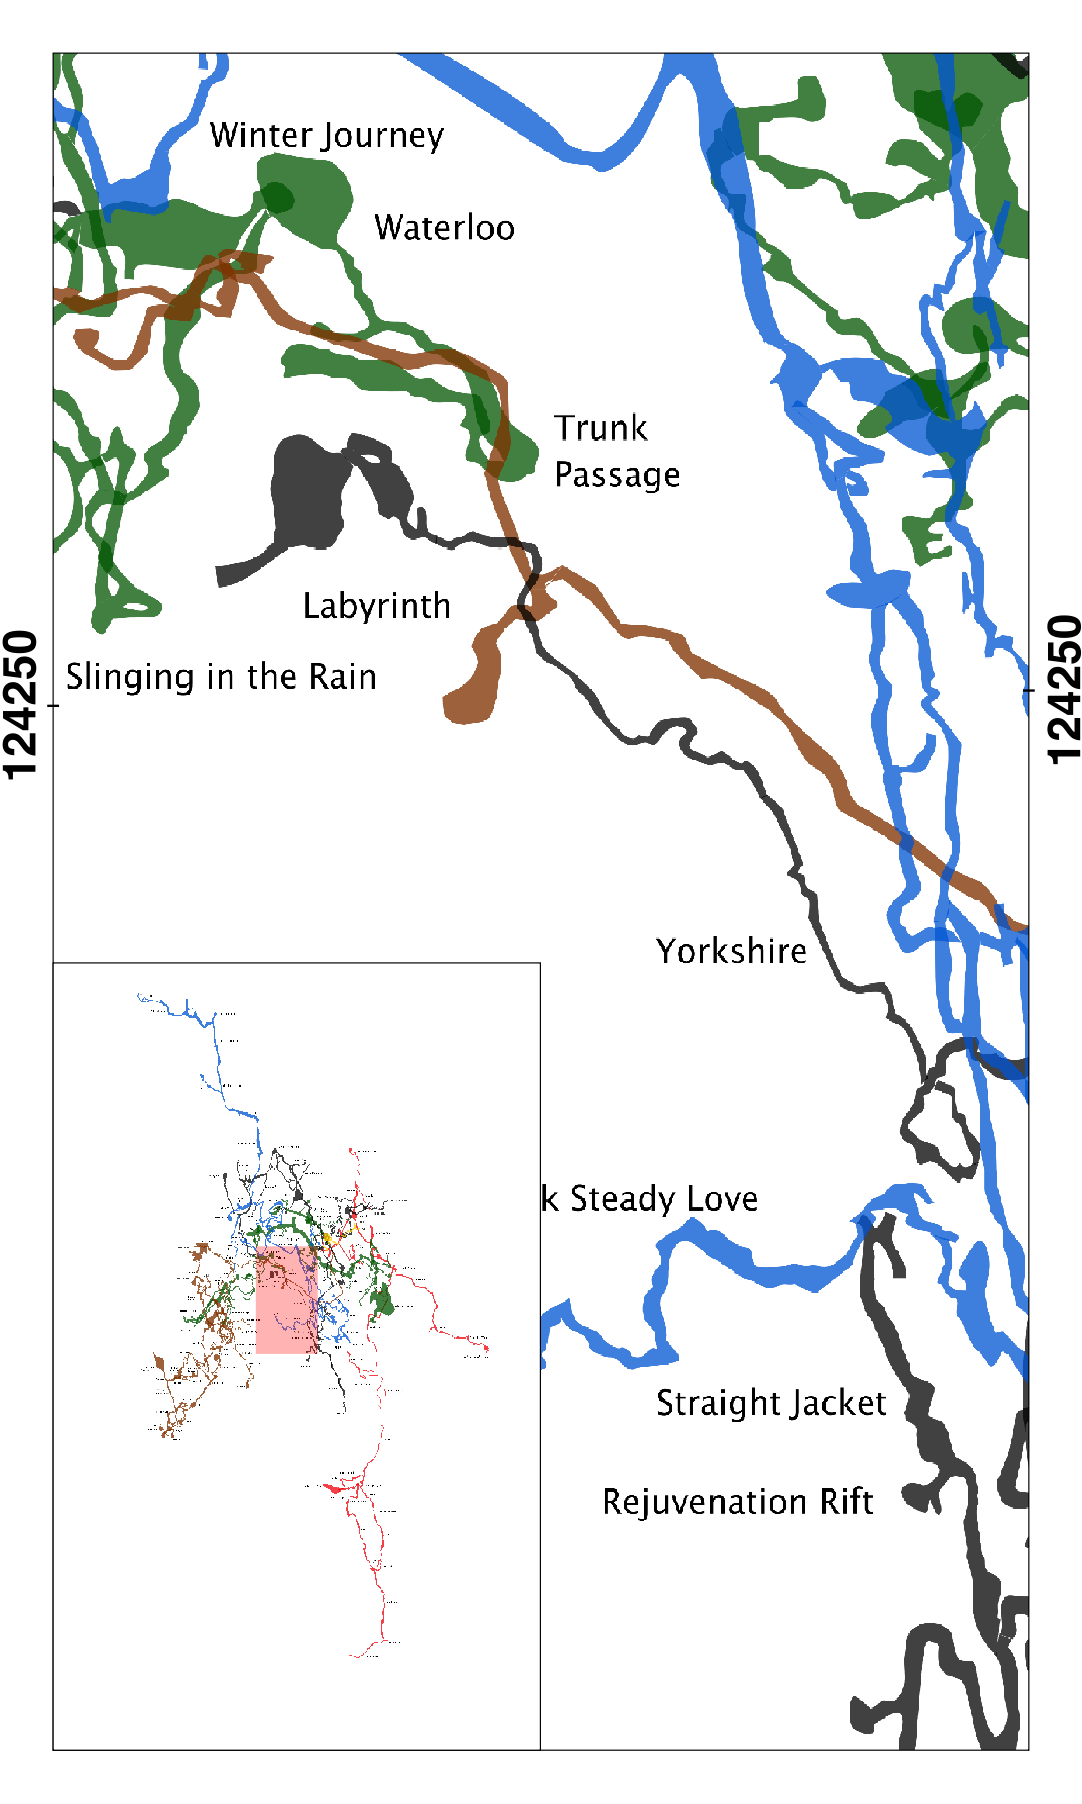 Winter Journey
Waterloo
Trunk
Passage
Labyrinth
Slinging in the Rain
124250
124250
Yorkshire
k Steady Love
Straight Jacket
Rejuvenation Rift